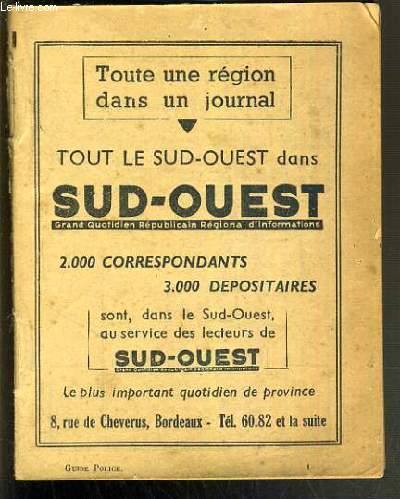 Toute une région
dans un journal
TOUT LE SUD-OUEST dans
SUD-OUEST
Grand Quotidien Républicain Régional d'Informations
2.000 CORRESPONDANTS
3.000 DEPOSITAIRES
sont, dans le Sud-Ouest,
au service des lecteurs de
SUD-OUEST
Le plus important quotidien de province
8, rue de Cheverus, Bordeaux - Tél. 60.82 et la suite
GUIDE POLICE. 1